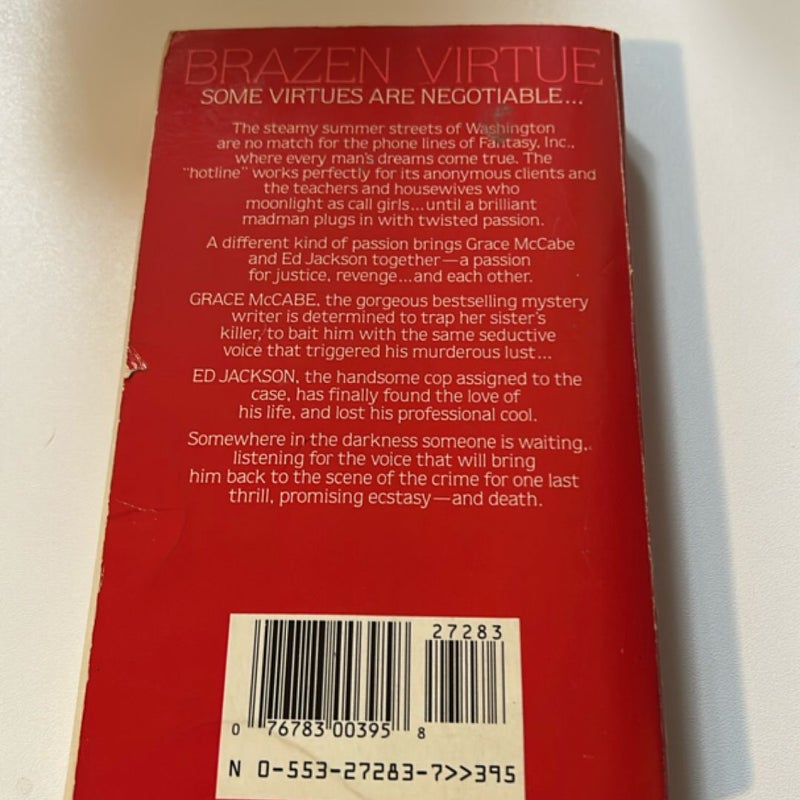 BRAZEN VIRTUE
SOME VIRTUES ARE NEGOTIABLE...
The steamy summer streets of Washington
are no match for the phone lines of Fantasy, Inc.,
where every man's dreams come true. The
"hotline" works perfectly for its anonymous clients and
the teachers and housewives who
moonlight as call girls...until a brilliant
madman plugs in with twisted passion.
A different kind of passion brings Grace McCabe
and Ed Jackson together—a passion
for justice, revenge...and each other.
GRACE McCABE, the gorgeous bestselling mystery
writer is determined to trap her sister's
killer, to bait him with the same seductive
voice that triggered his murderous lust...
ED JACKSON, the handsome cop assigned to the
case, has finally found the love of
his life, and lost his professional cool.
Somewhere in the darkness someone is waiting,
listening for the voice that will bring
him back to the scene of the crime for one last
thrill, promising ecstasy—and death.
27283
0 76783 00395 8
N 0-553-27283-7>>395